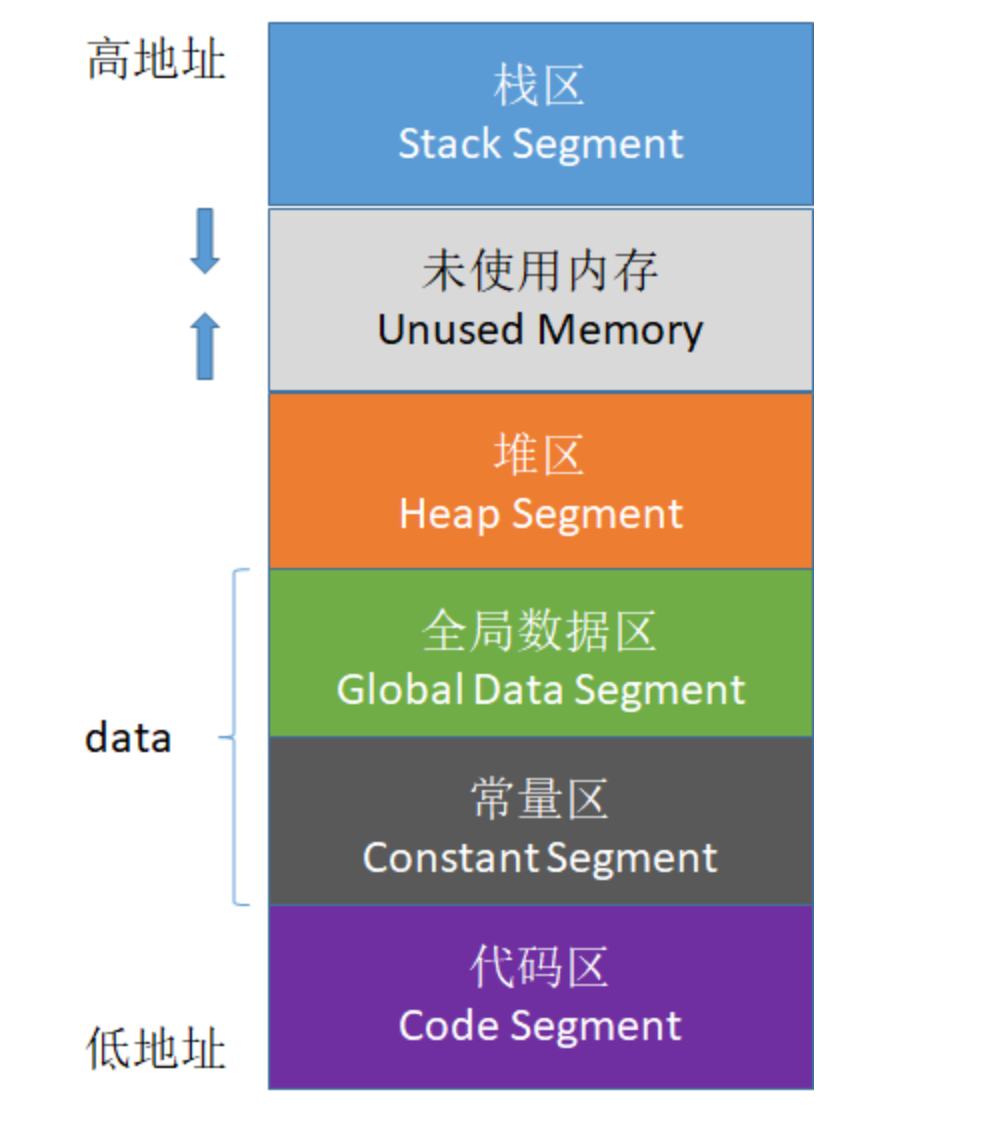 高地址
栈区
Stack Segment
未使用内存
Unused Memory
堆区
Heap Segment
全局数据区
Global Data Segment
data
常量区
Constant Segment
代码区
Code Segment
低地址